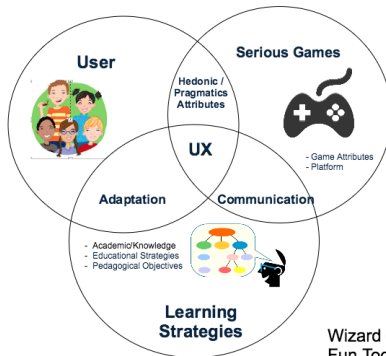 User
Serious Games
Hedonic /
Pragmatics
Attributes
UX
- Game Attributes
- Platform
Adaptation
Communication
- Academic/Knowledge
- Educational Strategies
- Pedagogical Objectives
Learning
Strategies
Wizard